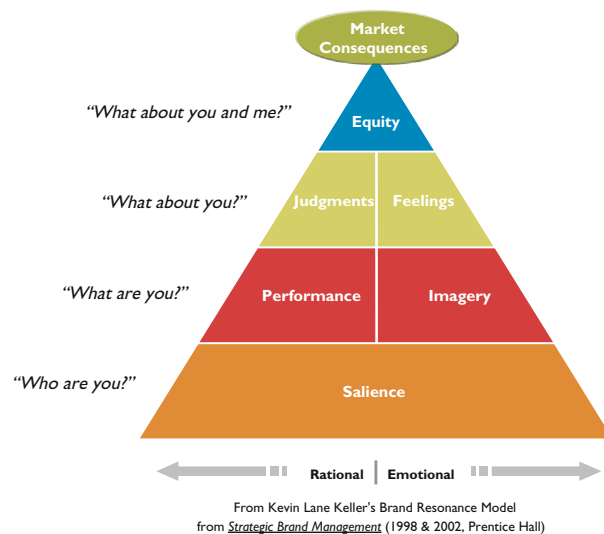 Market
Consequences
“What about you and me?”
Equity
“What about you?”
Judgments
Feelings
“What are you?”
Performance
Imagery
“Who are you?”
Salience
Rational
Emotional
From Kevin Lane Keller's Brand Resonance Model
from Strategic Brand Management (1998 & 2002, Prentice Hall)